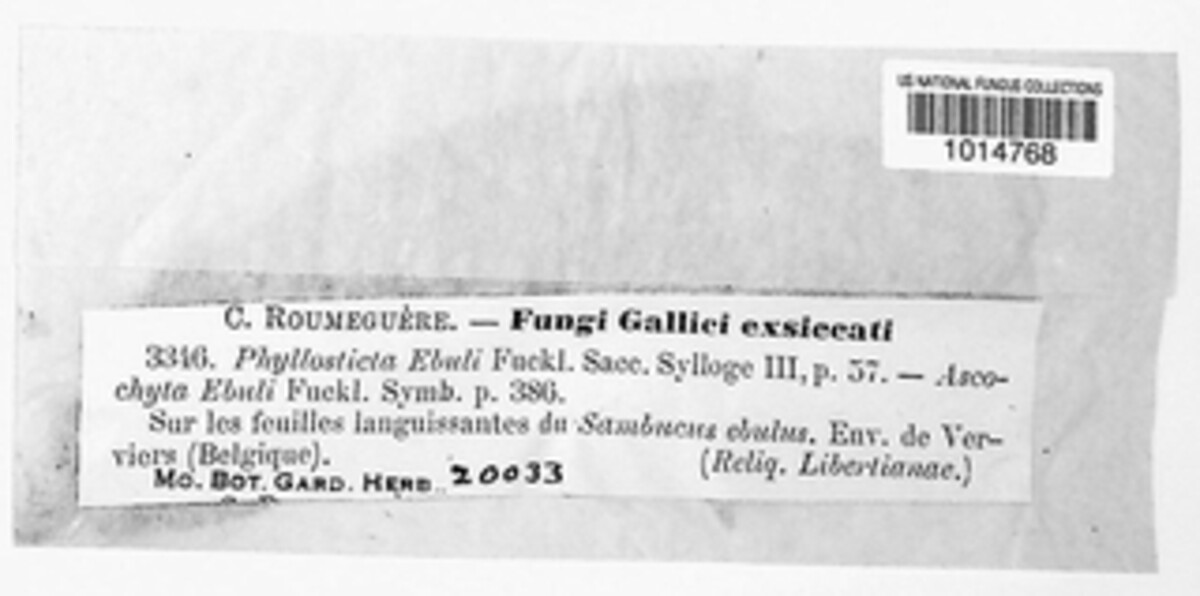 US NATIONAL FUNGUS COLLECTIONS
1014768
C. ROUMEGUÈRE. — Fungi Gallici exsiccati
3346. Phyllosticta Ebuli Fuckl. Sacc. Sylloge III, p. 57. — Asco-
chyta Ebuli Fuckl. Symb. p. 386.
Sur les feuilles languissantes du Sambucus ebulus. Env. de Ver-
viers (Belgique). (Reliq. Libertianae.)
MO. BOT. GARD. HERB. 20033